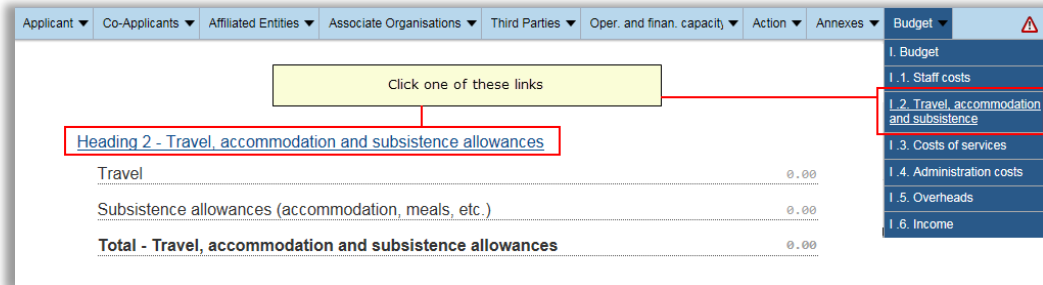 Applicant ▼ Co-Applicants ▼ Affiliated Entities ▼ Associate Organisations ▼ Third Parties ▼ Oper. and finan. capacity ▼ Action ▼ Annexes ▼ Budget ▼
I. Budget
I .1. Staff costs
I .2. Travel, accommodation
and subsistence
I .3. Costs of services
I .4. Administration costs
I .5. Overheads
I .6. Income
Click one of these links
Heading 2 - Travel, accommodation and subsistence allowances
Travel 0.00
Subsistence allowances (accommodation, meals, etc.) 0.00
Total - Travel, accommodation and subsistence allowances 0.00